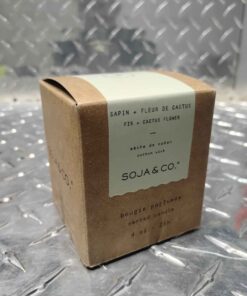 SAPIN + FLEUR DE CACTUS
FIR + CACTUS FLOWER
mèche de coton
cotton wick
SOJA & CO.
bougie parfumée
scented candle